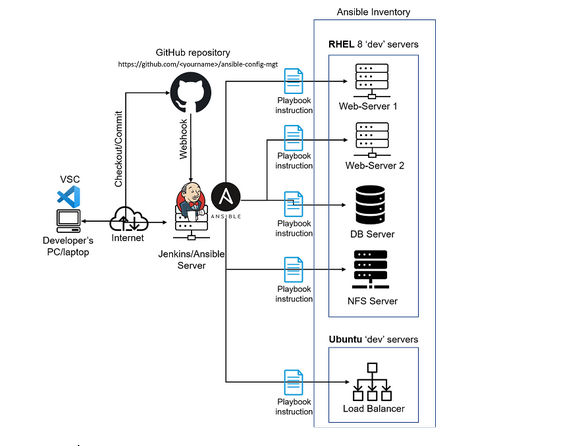 Ansible Inventory
GitHub repository
https://github.com/<yourname>/ansible-config-mgt
RHEL 8 'dev' servers
Playbook
instruction
Web-Server 1
Checkout/Commit
Webhook
Playbook
instruction
Web-Server 2
VSC
Developer's
PC/laptop
Internet
ANSIBLE
Jenkins/Ansible
Server
Playbook
instruction
DB Server
Playbook
instruction
NFS Server
Ubuntu 'dev' servers
Playbook
instruction
Load Balancer